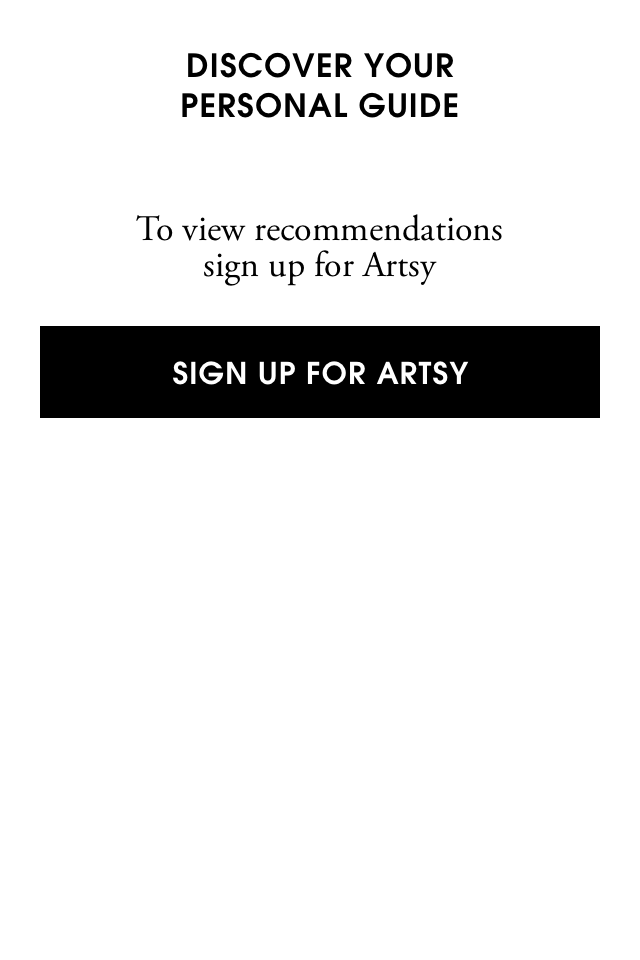 DISCOVER YOUR
PERSONAL GUIDE
To view recommendations
sign up for Artsy
SIGN UP FOR ARTSY